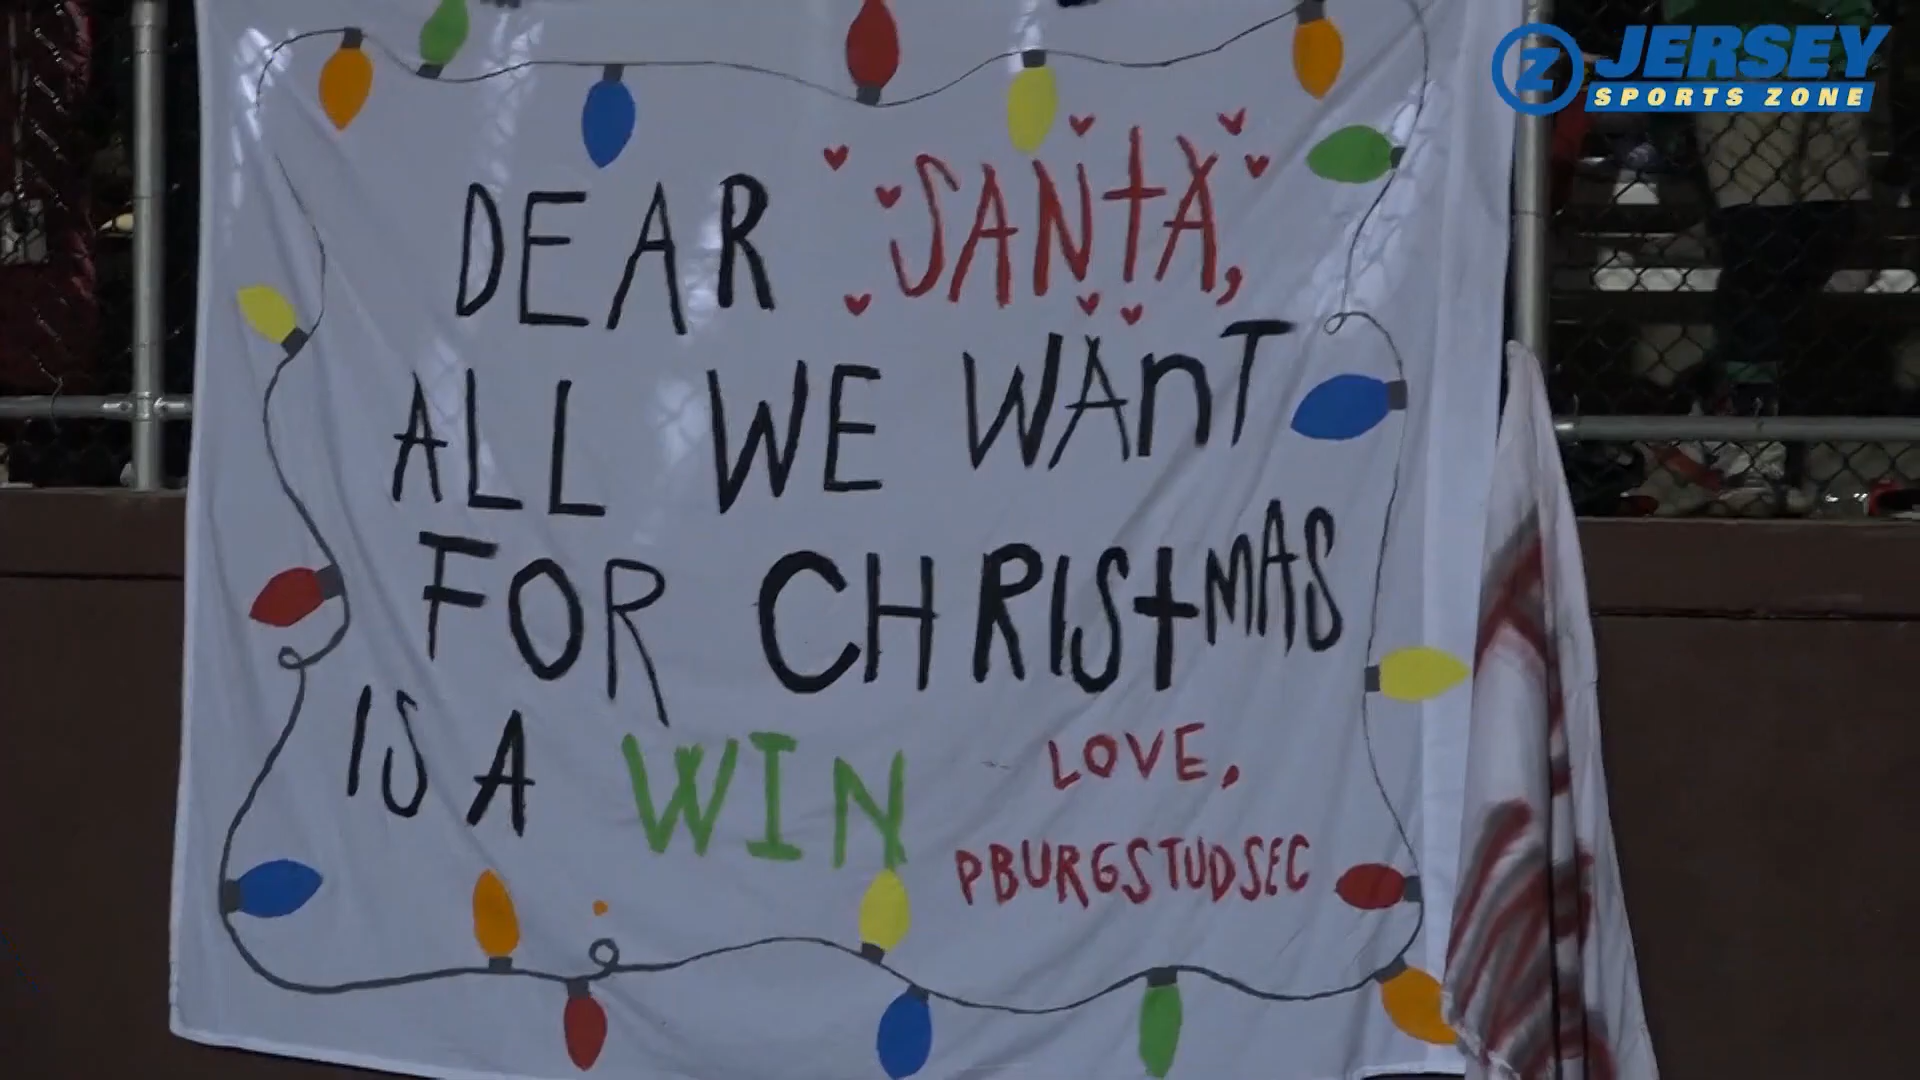 Z JERSEY
SPORTS ZONE
DEAR SANTA,
ALL WE WANT
FOR CHRISTMAS
IS A WIN
LOVE,
PBURGSTUDSEC